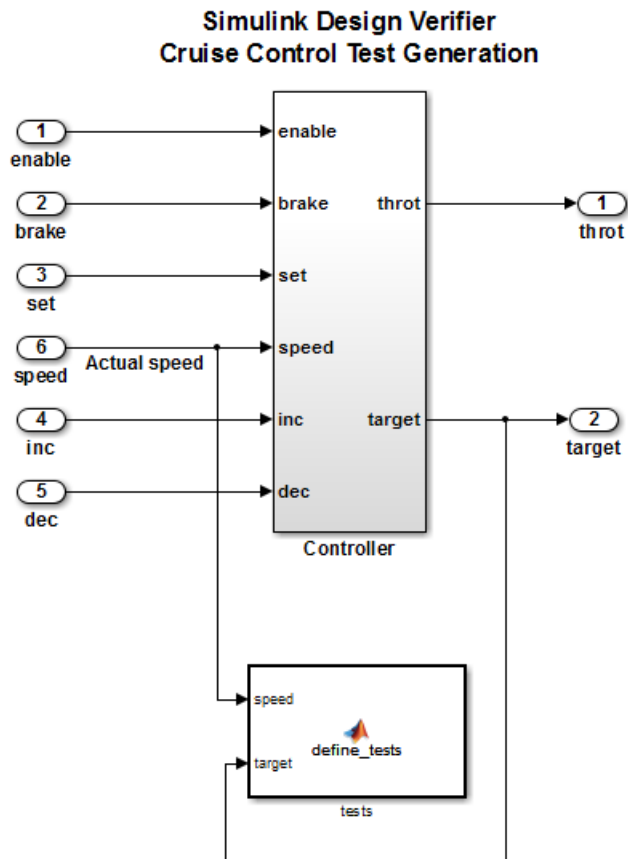 Simulink Design Verifier
Cruise Control Test Generation
1
enable
enable
2
brake
brake
throt
1
throt
3
set
set
6
speed
Actual speed
speed
4
inc
inc
target
2
target
5
dec
dec
Controller
speed
define_tests
target
tests